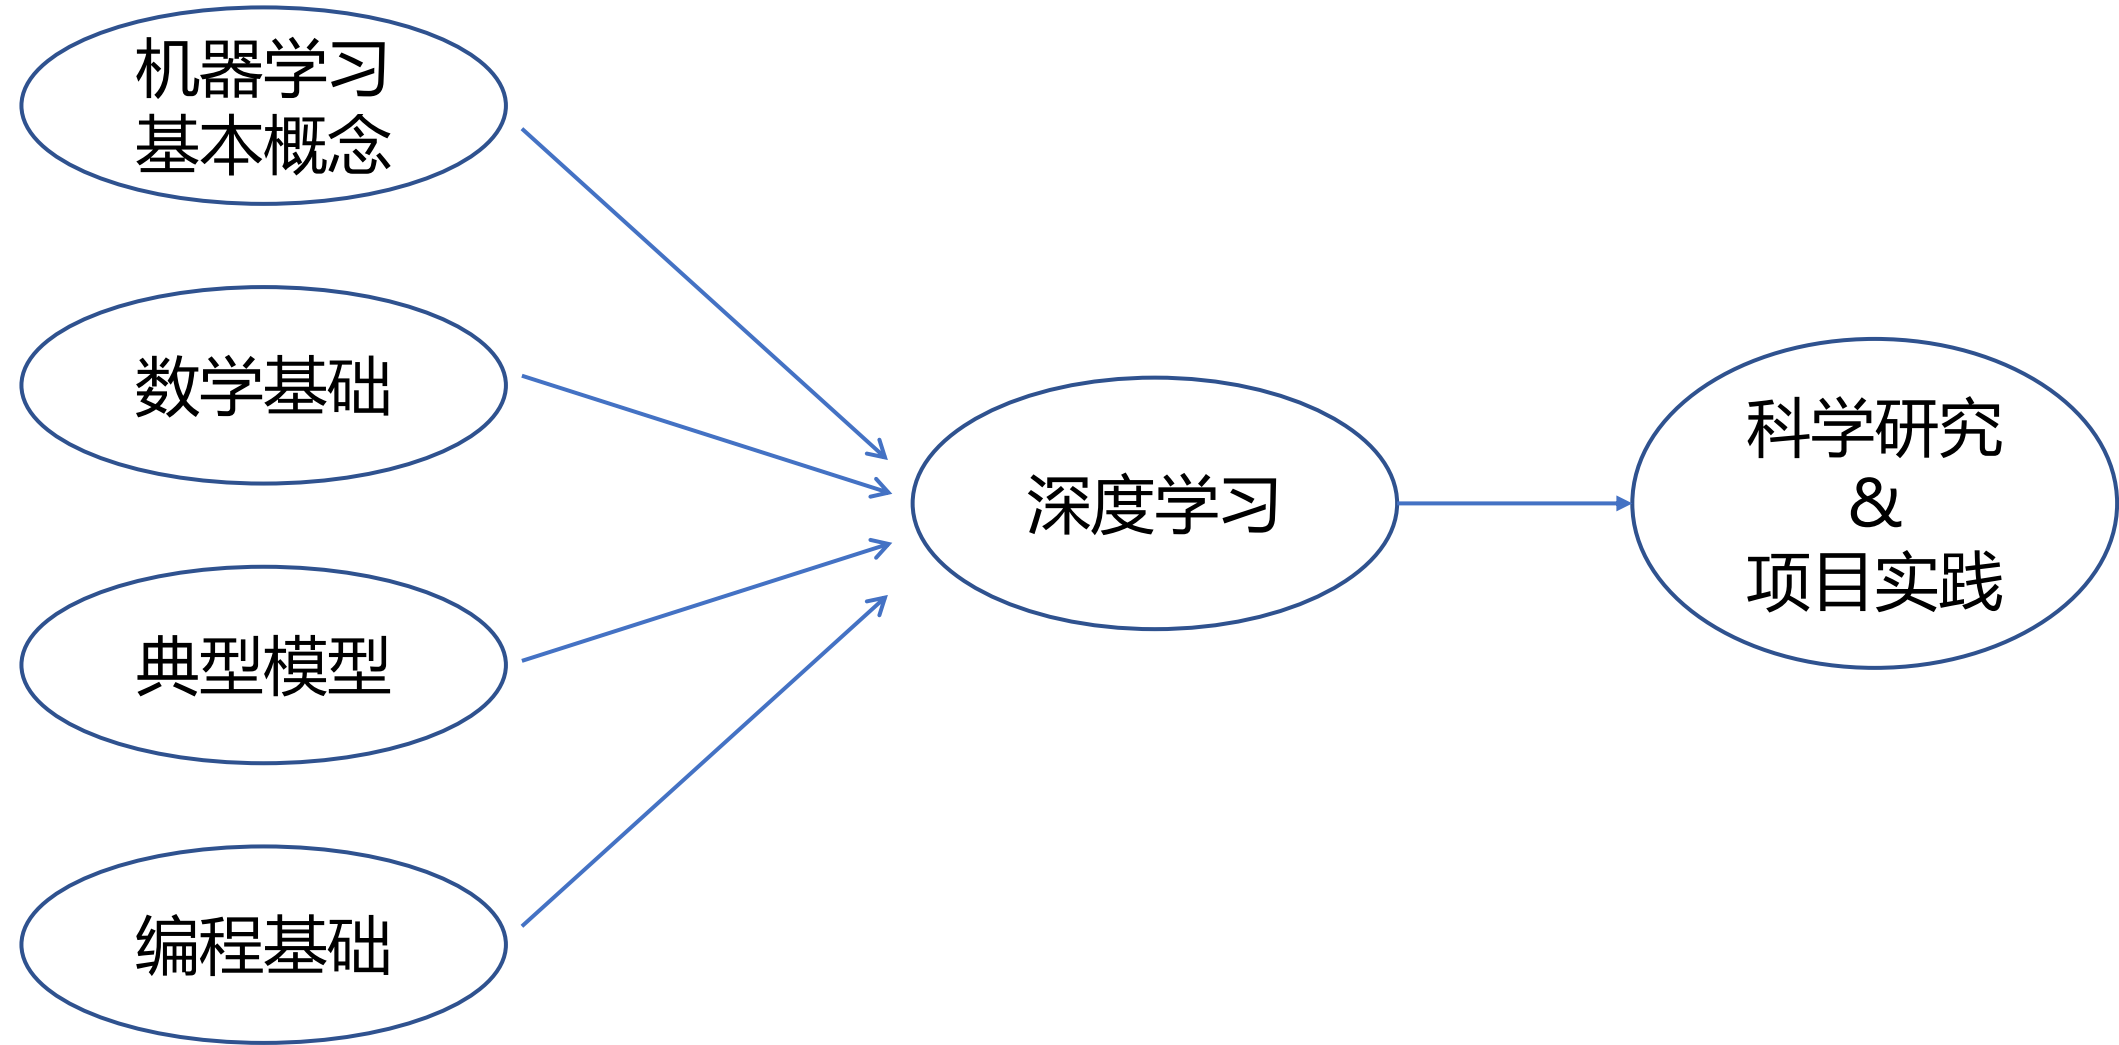 机器学习
基本概念
数学基础
典型模型
编程基础
深度学习
科学研究
&
项目实践